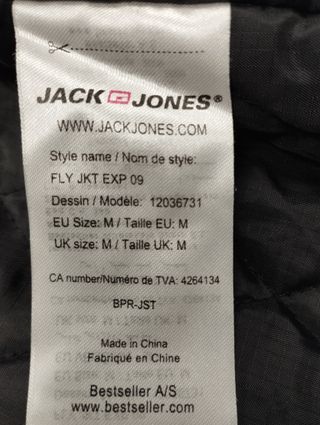 JACK JONES®
WWW.JACKJONES.COM
Style name / Nom de style:
FLY JKT EXP 09
Dessin / Modèle: 12036731
EU Size: M / Taille EU: M
UK size: M / Taille UK: M
CA number/Numéro de TVA: 4264134
BPR-JST
Made in China
Fabriqué en Chine
Bestseller A/S
www.bestseller.com